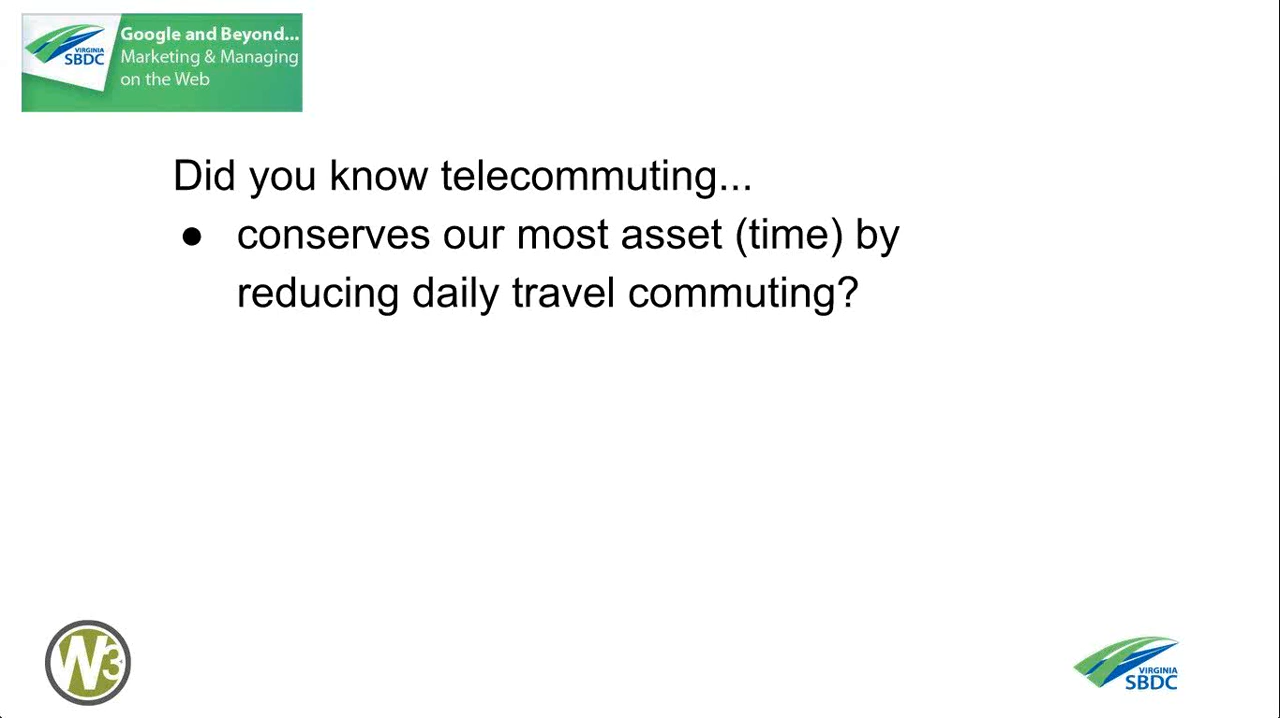 VIRGINIA
SBDC
Google and Beyond...
Marketing & Managing
on the Web
Did you know telecommuting...
● conserves our most asset (time) by
reducing daily travel commuting?
W3
VIRGINIA
SBDC